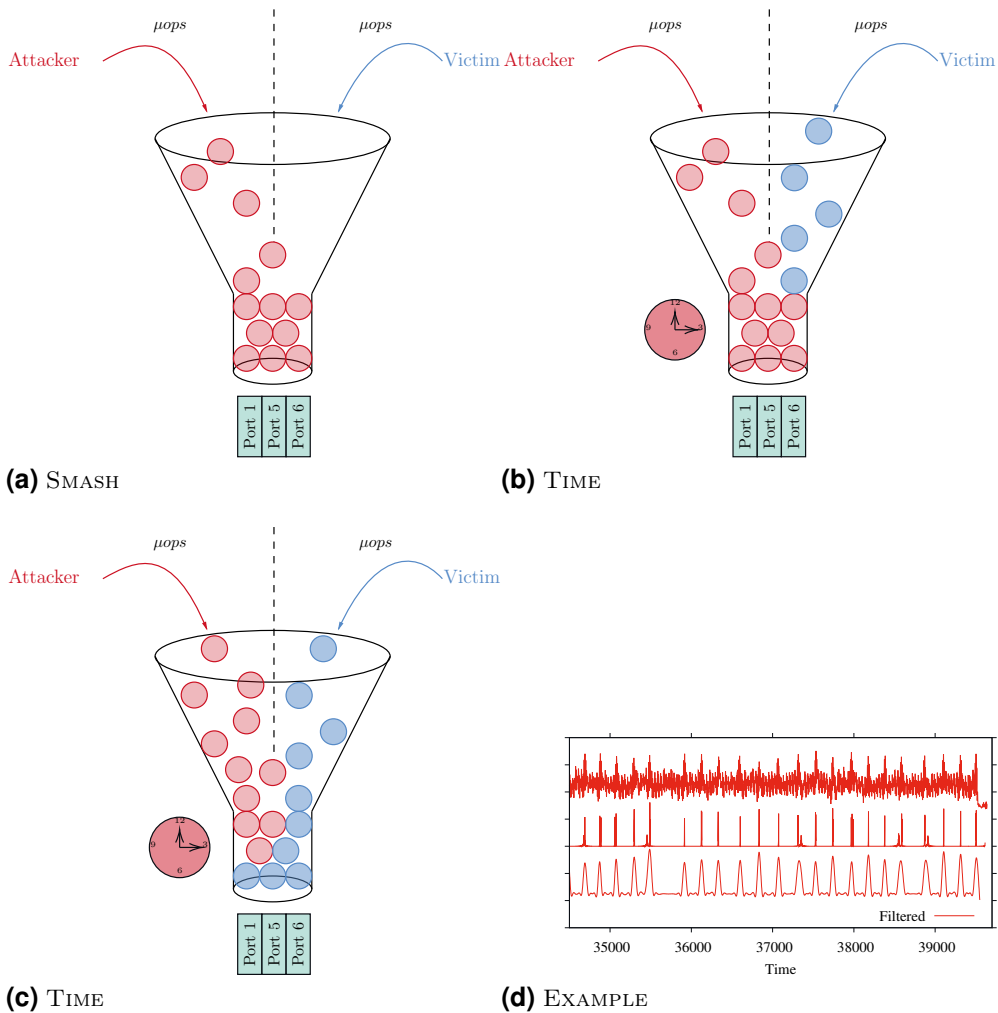 μops μops
Attacker Victim
Port 1 Port 5 Port 6
(a) SMASH
μops μops
Attacker Victim
12
9 3
6
Port 1 Port 5 Port 6
(b) TIME
μops μops
Attacker Victim
12
9 3
6
Port 1 Port 5 Port 6
(c) TIME
Filtered
35000 36000 37000 38000 39000
Time
(d) EXAMPLE